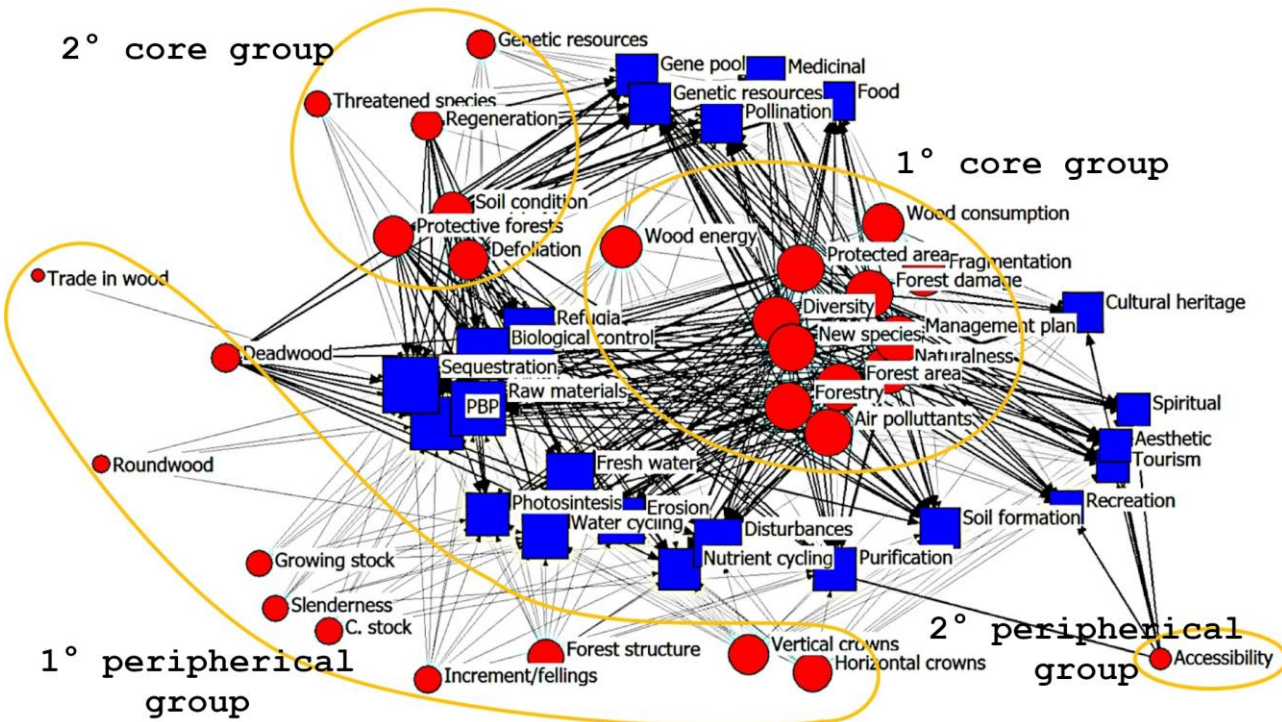 2° core group
Genetic resources
Gene pool
Medicinal
Threatened species
Genetic resources
Food
Regeneration
Pollination
1° core group
Soil condition
Wood consumption
Protective forests
Wood energy
Defoliation
Protected area
Fragmentation
Trade in wood
Forest damage
Diversity
Cultural heritage
Refugia
Management plan
Biological control
New species
Deadwood
Naturalness
Sequestration
Forest area
Raw materials
Forestry
PBP
Spiritual
Air polluttants
Aesthetic
Tourism
Roundwood
Fresh water
Recreation
Photosintesis
Erosion
Soil formation
Water cycling
Disturbances
Growing stock
Nutrient cycling
Purification
Slenderness
C. stock
2° peripherical
group
Vertical crowns
Forest structure
Accessibility
1° peripherical
group
Horizontal crowns
Increment/fellings